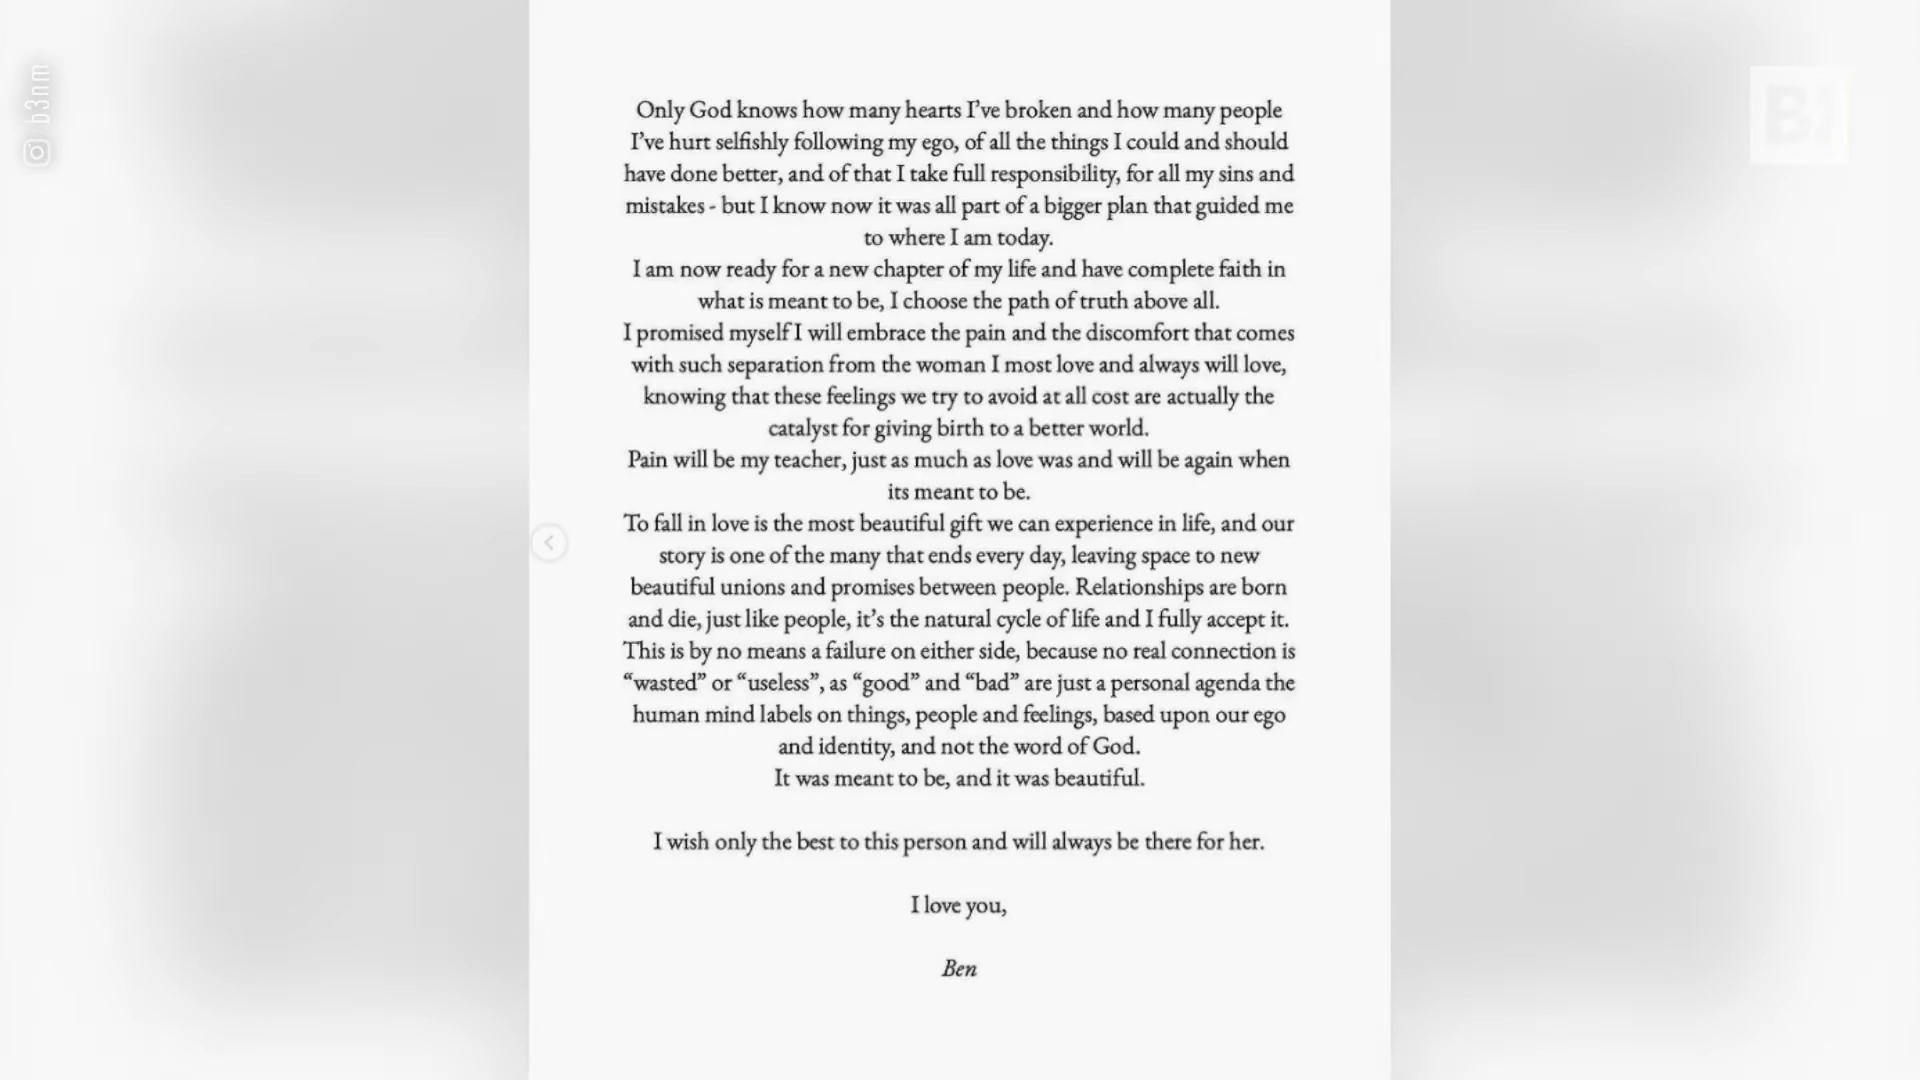 b3nm
B
Only God knows how many hearts I've broken and how many people
I've hurt selfishly following my ego, of all the things I could and should
have done better, and of that I take full responsibility, for all my sins and
mistakes - but I know now it was all part of a bigger plan that guided me
to where I am today.
I am now ready for a new chapter of my life and have complete faith in
what is meant to be, I choose the path of truth above all.
I promised myself I will embrace the pain and the discomfort that comes
with such separation from the woman I most love and always will love,
knowing that these feelings we try to avoid at all cost are actually the
catalyst for giving birth to a better world.
Pain will be my teacher, just as much as love was and will be again when
its meant to be.
To fall in love is the most beautiful gift we can experience in life, and our
story is one of the many that ends every day, leaving space to new
beautiful unions and promises between people. Relationships are born
and die, just like people, it's the natural cycle of life and I fully accept it.
This is by no means a failure on either side, because no real connection is
“wasted” or “useless”, as “good” and “bad” are just a personal agenda the
human mind labels on things, people and feelings, based upon our ego
and identity, and not the word of God.
It was meant to be, and it was beautiful.
I wish only the best to this person and will always be there for her.
I love you,
Ben